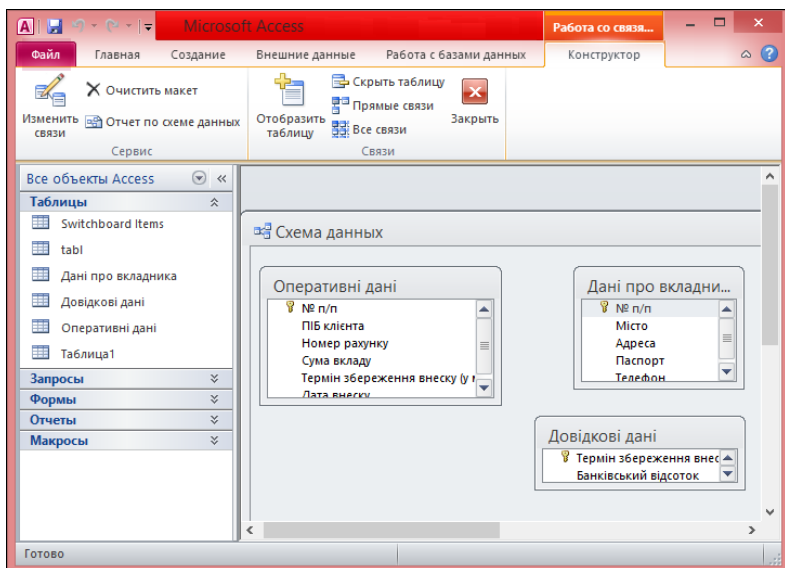 Microsoft Access
Работа со связя...
Файл
Главная
Создание
Внешние данные
Работа с базами данных
Конструктор
Изменить связи
Очистить макет
Отчет по схеме данных
Сервис
Отобразить таблицу
Скрыть таблицу
Прямые связи
Все связи
Закрыть
Связи
Все объекты Access
Таблицы
Switchboard Items
tabl
Дані про вкладника
Довідкові дані
Оперативні дані
Таблица1
Запросы
Формы
Отчеты
Макросы
Схема данных
Оперативні дані
№ п/п
ПІБ клієнта
Номер рахунку
Сума вкладу
Термін збереження внеску (у
Дата внеску
Дані про вкладни...
№ п/п
Місто
Адреса
Паспорт
Телефон
Довідкові дані
Термін збереження внес
Банківський відсоток
Готово